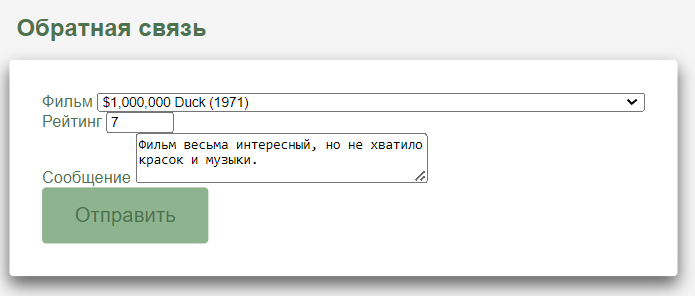 Обратная связь
Фильм $1,000,000 Duck (1971)
Рейтинг 7
Фильм весьма интересный, но не хватило
красок и музыки.
Сообщение
Отправить